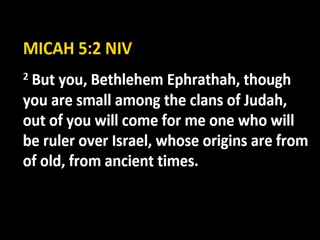 MICAH 5:2 NIV
² But you, Bethlehem Ephrathah, though
you are small among the clans of Judah,
out of you will come for me one who will
be ruler over Israel, whose origins are from
of old, from ancient times.